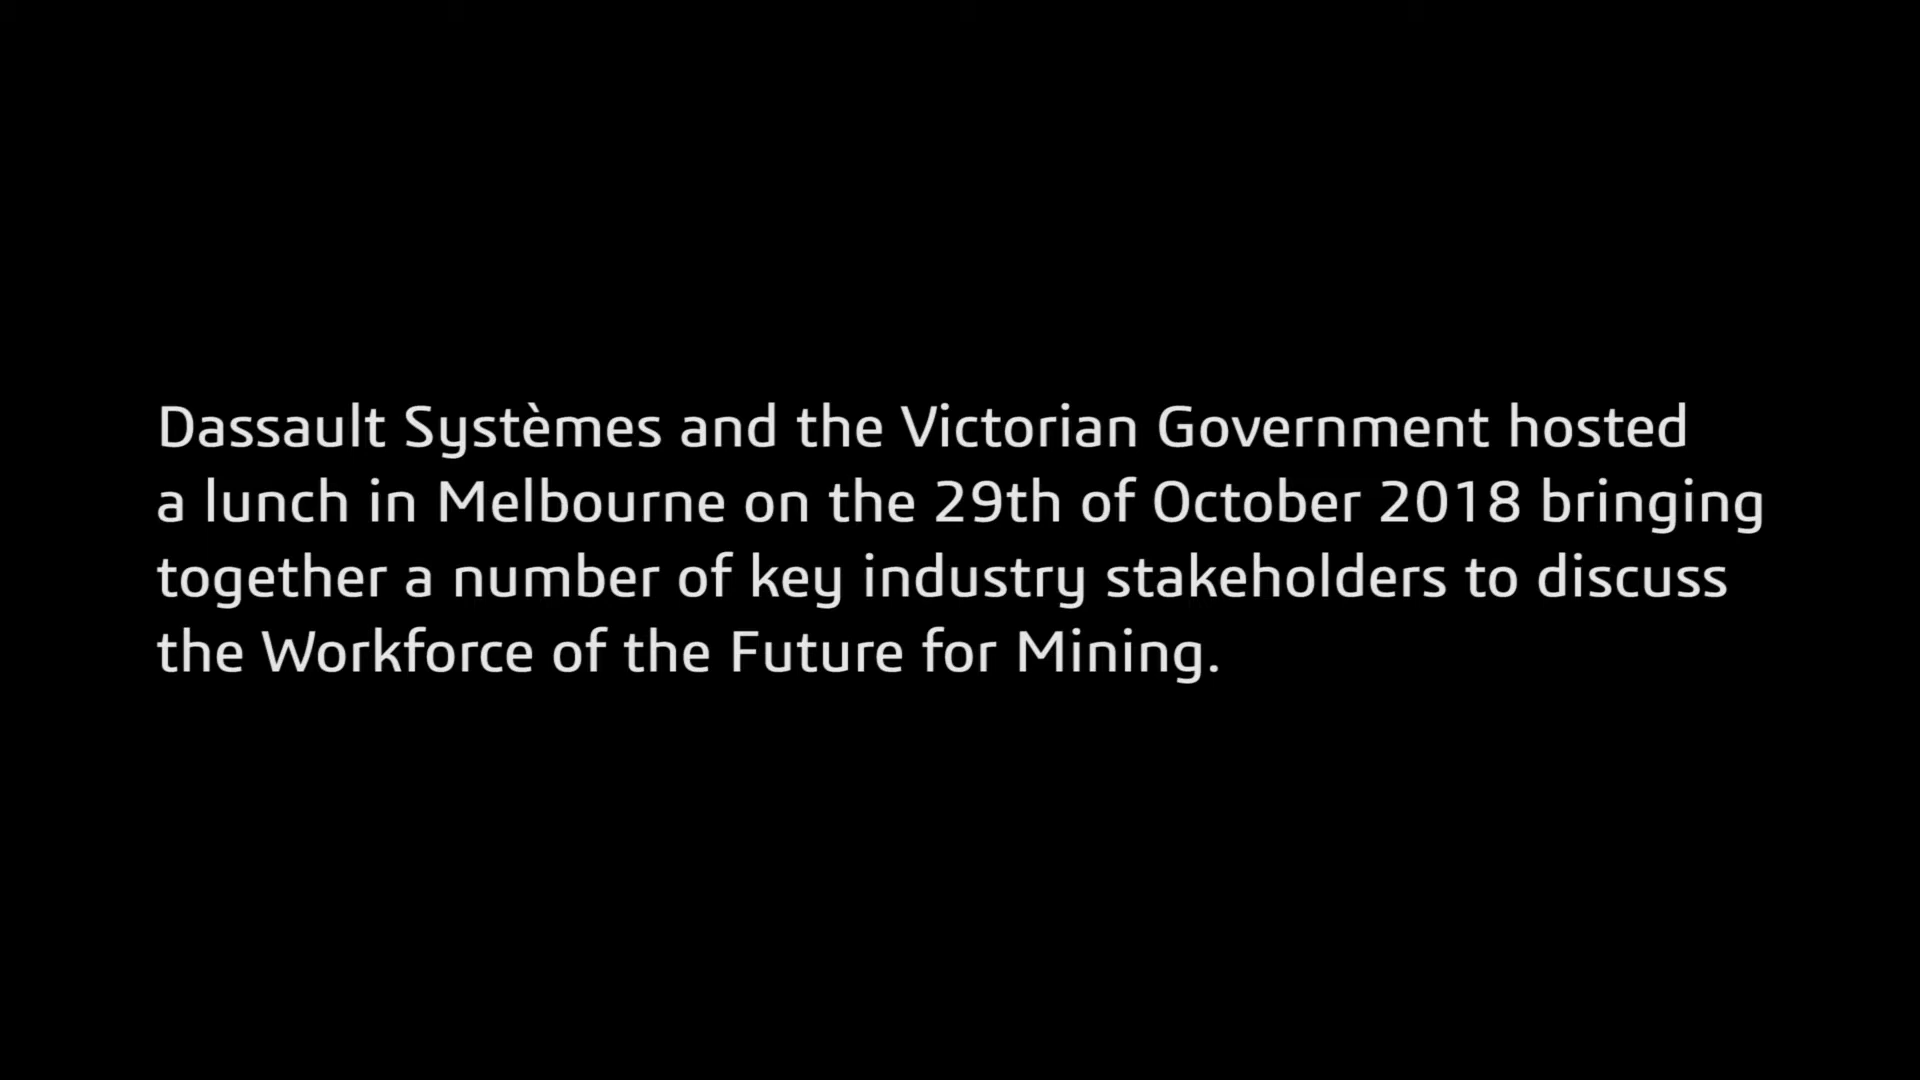 Dassault Systèmes and the Victorian Government hosted
a lunch in Melbourne on the 29th of October 2018 bringing
together a number of key industry stakeholders to discuss
the Workforce of the Future for Mining.